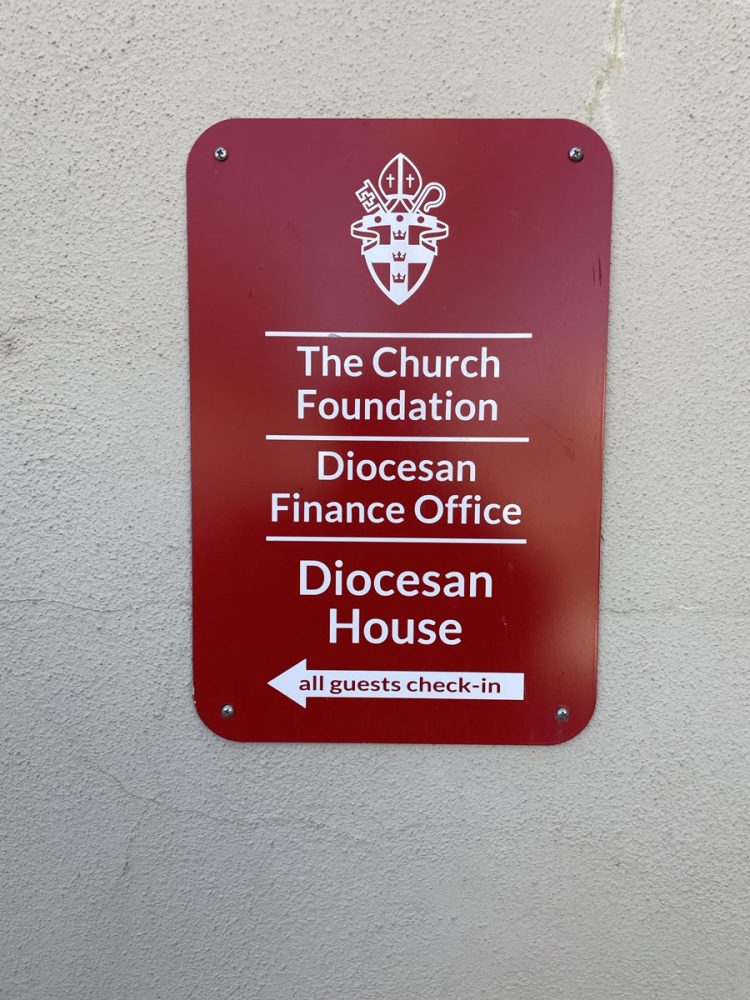 The Church
Foundation
Diocesan
Finance Office
Diocesan
House
all guests check-in